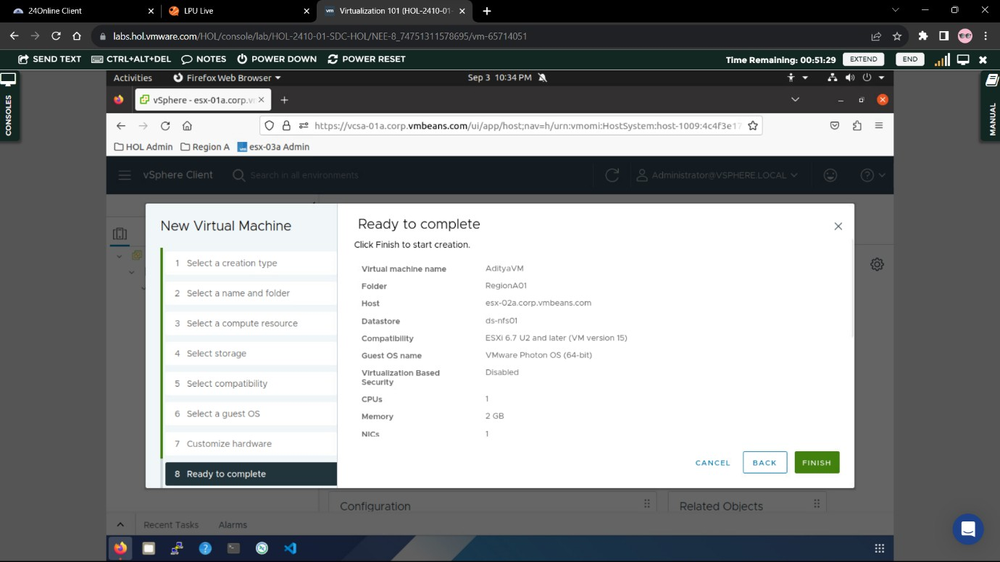 24Online Client
LPU Live
Virtualization 101 (HOL-2410-01-
labs.hol.vmware.com/HOL/console/lab/HOL-2410-01-SDC-HOL/NEE-8_74751311578695/vm-65714051
SEND TEXT CTRL+ALT+DEL NOTES POWER DOWN POWER RESET Time Remaining: 00:51:29 EXTEND END
CONSOLES
MANUAL
Activities Firefox Web Browser Sep 3 10:34 PM
vSphere - esx-01a.corp.v
https://vcsa-01a.corp.vmbeans.com/ui/app/host;nav=h/urn:vmomi:HostSystem:host-1009:4c4f3e17
HOL Admin Region A vm esx-03a Admin
vSphere Client Search in all environments Administrator@VSPHERE.LOCAL
New Virtual Machine
1 Select a creation type
2 Select a name and folder
3 Select a compute resource
4 Select storage
5 Select compatibility
6 Select a guest OS
7 Customize hardware
8 Ready to complete
Ready to complete
Click Finish to start creation.
Virtual machine name AdityaVM
Folder RegionA01
Host esx-02a.corp.vmbeans.com
Datastore ds-nfs01
Compatibility ESXi 6.7 U2 and later (VM version 15)
Guest OS name VMware Photon OS (64-bit)
Virtualization Based Disabled
Security
CPUs 1
Memory 2 GB
NICs 1
CANCEL BACK FINISH
Configuration Related Objects
Recent Tasks Alarms